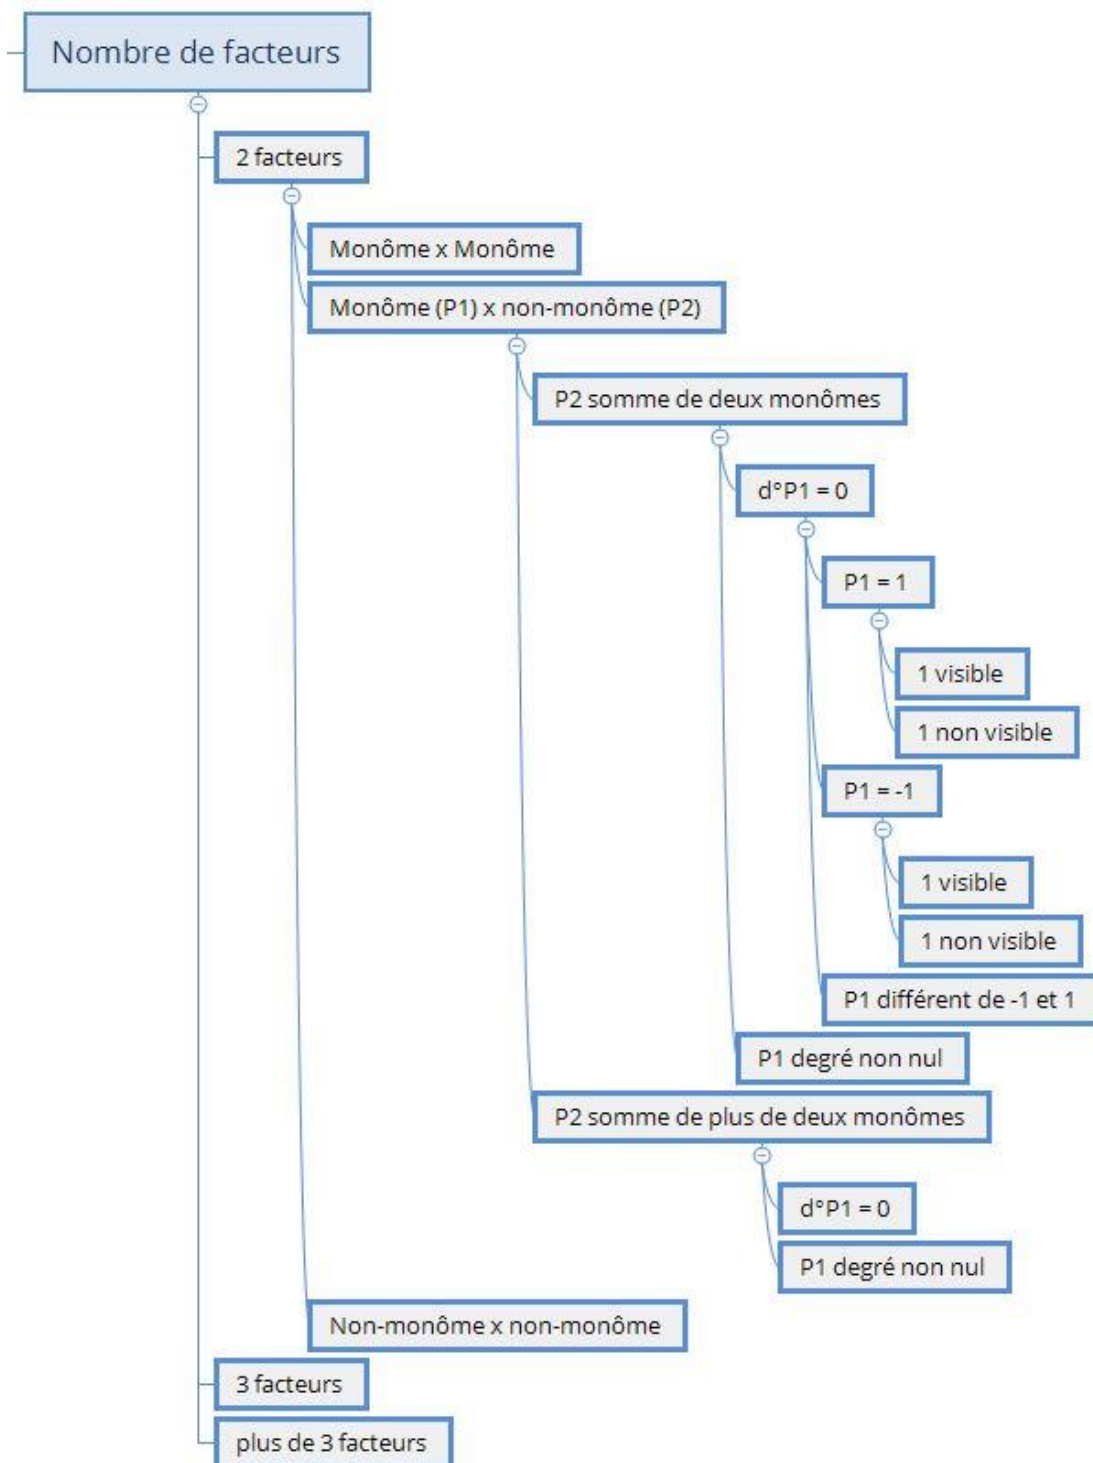 Nombre de facteurs
2 facteurs
Monôme x Monôme
Monôme (P1) x non-monôme (P2)
P2 somme de deux monômes
d°P1 = 0
P1 = 1
1 visible
1 non visible
P1 = -1
1 visible
1 non visible
P1 différent de -1 et 1
P1 degré non nul
P2 somme de plus de deux monômes
d°P1 = 0
P1 degré non nul
Non-monôme x non-monôme
3 facteurs
plus de 3 facteurs